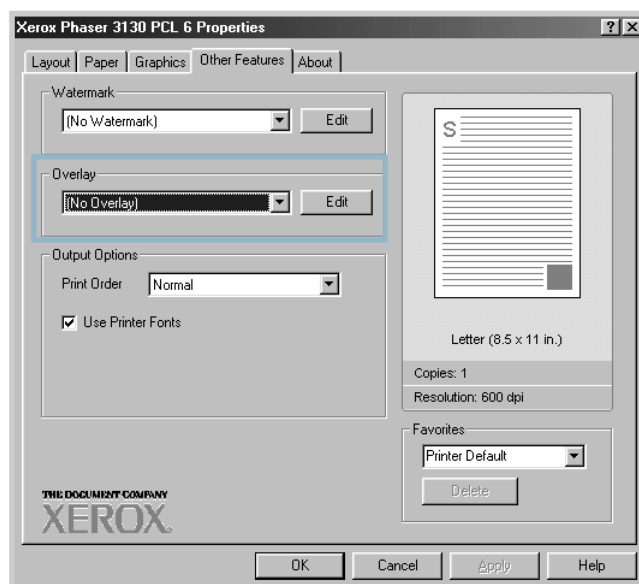 Xerox Phaser 3130 PCL 6 Properties
Layout Paper Graphics Other Features About
Watermark
(No Watermark) Edit
Overlay
(No Overlay) Edit
Output Options
Print Order Normal
Use Printer Fonts
S
Letter (8.5 x 11 in.)
Copies: 1
Resolution: 600 dpi
Favorites
Printer Default
Delete
THE DOCUMENT COMPANY
XEROX
OK Cancel Apply Help